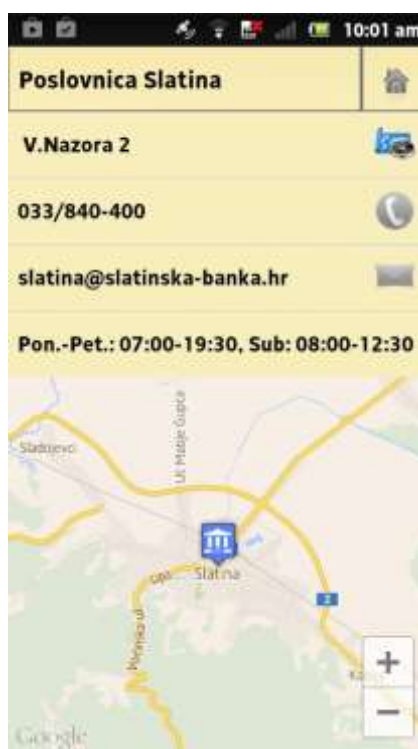 10:01 am
Poslovnica Slatina
V.Nazora 2
033/840-400
slatina@slatinska-banka.hr
Pon.-Pet.: 07:00-19:30, Sub: 08:00-12:30
Ul. Matije Gupca
Sladojevci
Slatina
2
+
−
Google